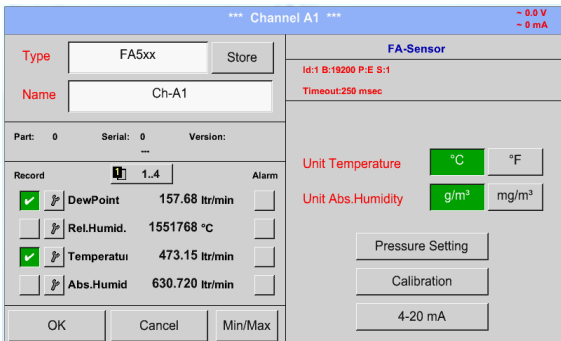 *** Channel A1 ***
~ 0.0 V
~ 0 mA
Type FA5xx Store
Name Ch-A1
Part: 0 Serial: 0 Version:
---
Record 1 1..4 Alarm
DewPoint 157.68 ltr/min
Rel.Humid. 1551768 °C
Temperatur 473.15 ltr/min
Abs.Humid 630.720 ltr/min
OK Cancel Min/Max
FA-Sensor
Id:1 B:19200 P:E S:1
Timeout:250 msec
Unit Temperature °C °F
Unit Abs.Humidity g/m³ mg/m³
Pressure Setting
Calibration
4-20 mA